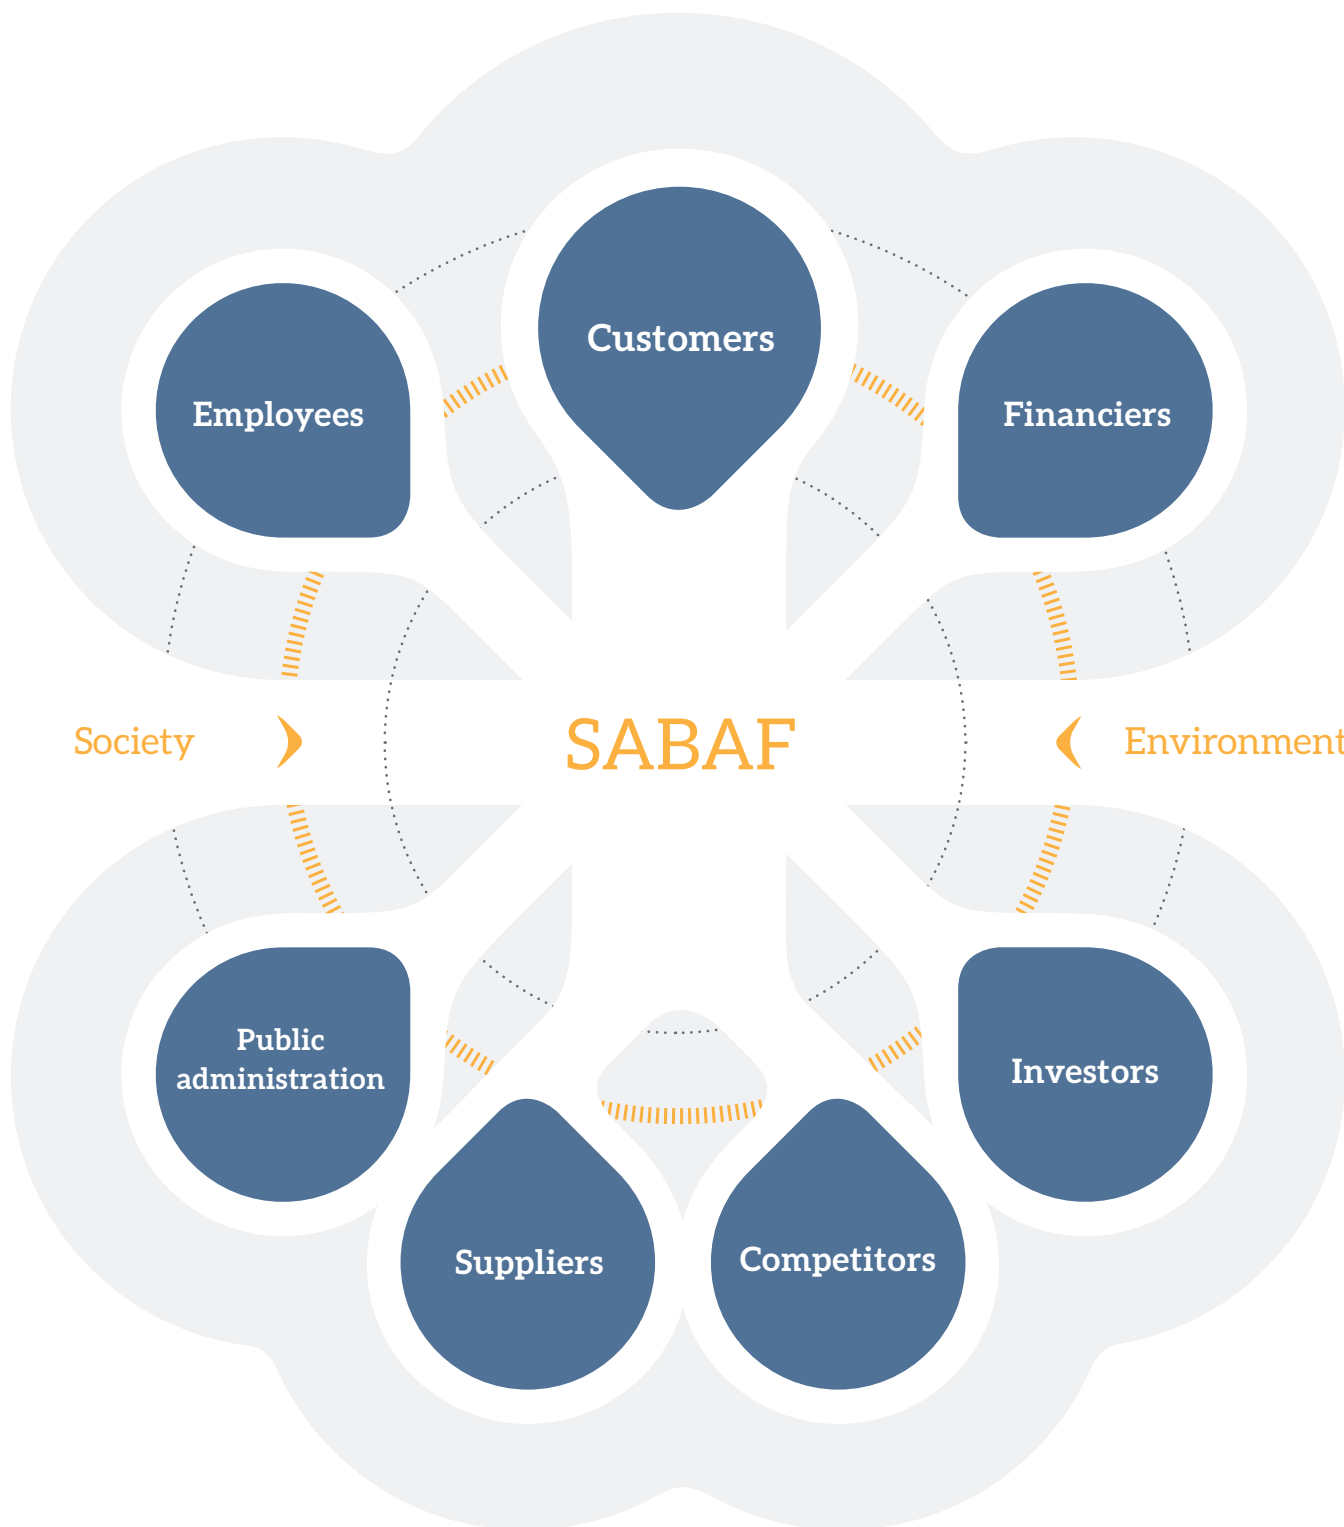 Customers
Employees
Financiers
Society
SABAF
Environment
Public
administration
Investors
Suppliers
Competitors